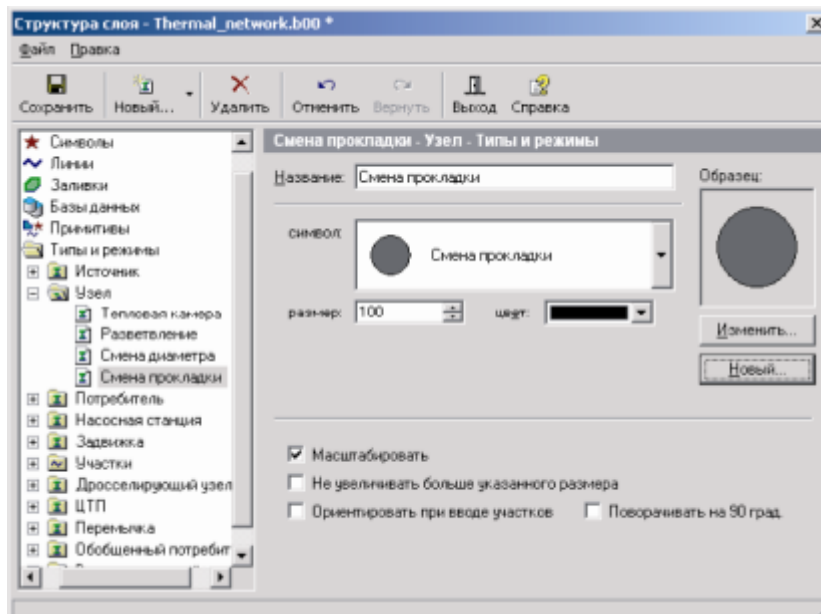 Структура слоя - Thermal_network.b00 *
Файл Правка
Сохранить Новый... Удалить Отменить Вернуть Выход Справка
Символы
Линии
Заливки
Базы данных
Примитивы
Типы и режимы
Источник
Узел
Тепловая камера
Разветвление
Смена диаметра
Смена прокладки
Потребитель
Насосная станция
Задвижка
Участки
Дросселирующий узел
ЦТП
Перемычка
Обобщенный потребит
Смена прокладки - Узел - Типы и режимы
Название: Смена прокладки
Образец:
символ: Смена прокладки
размер: 100 цвет:
Изменить...
Новый...
Масштабировать
Не увеличивать больше указанного размера
Ориентировать при вводе участков Поворачивать на 90 град.